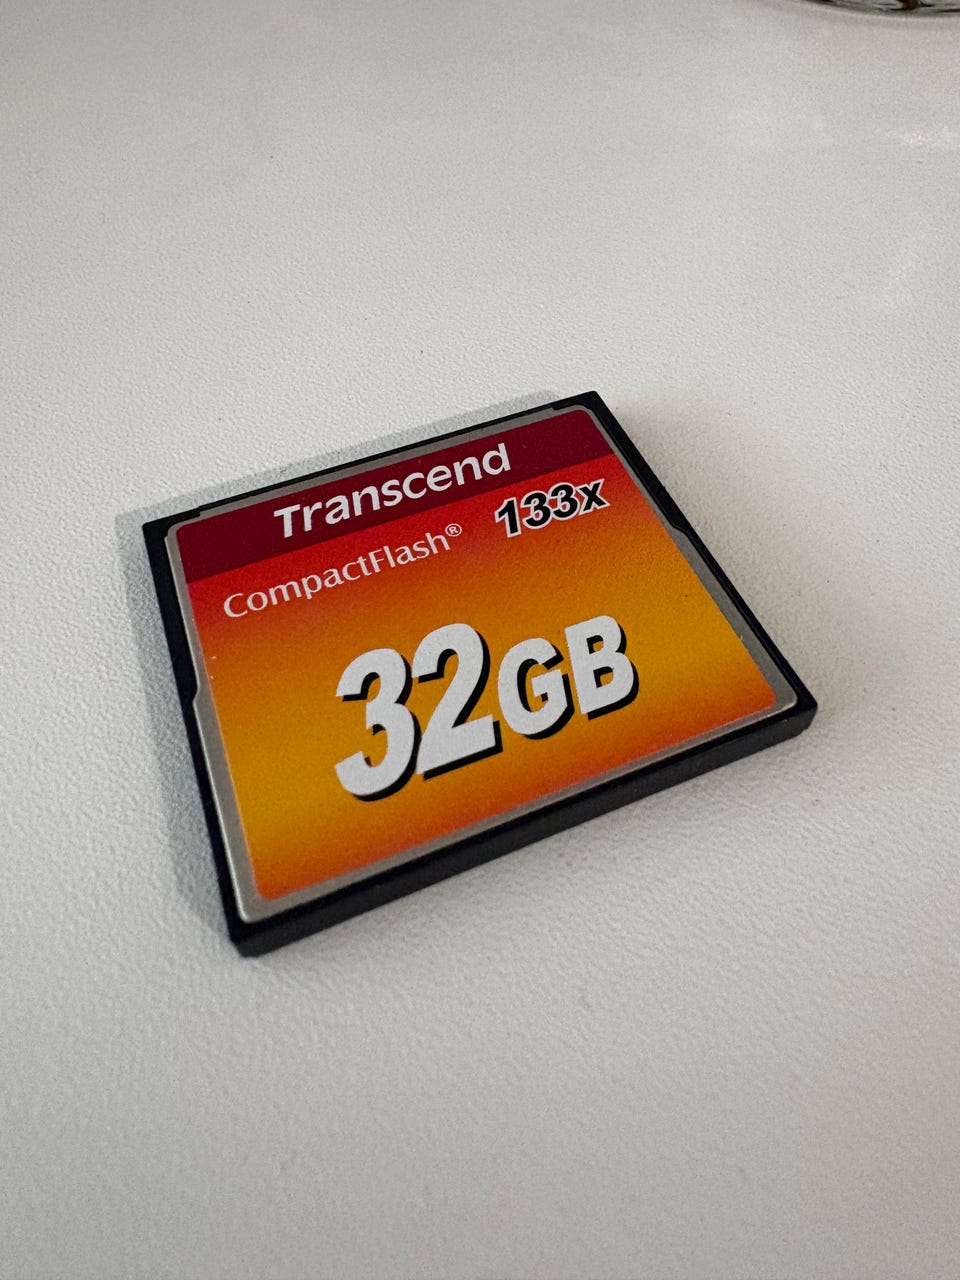 Transcend
133x
CompactFlash®
32GB